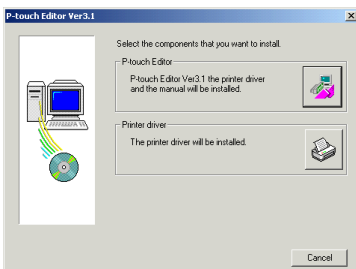 P-touch Editor Ver3.1
Select the components that you want to install.
P-touch Editor
P-touch Editor Ver3.1 the printer driver
and the manual will be installed.
Printer driver
The printer driver will be installed.
Cancel